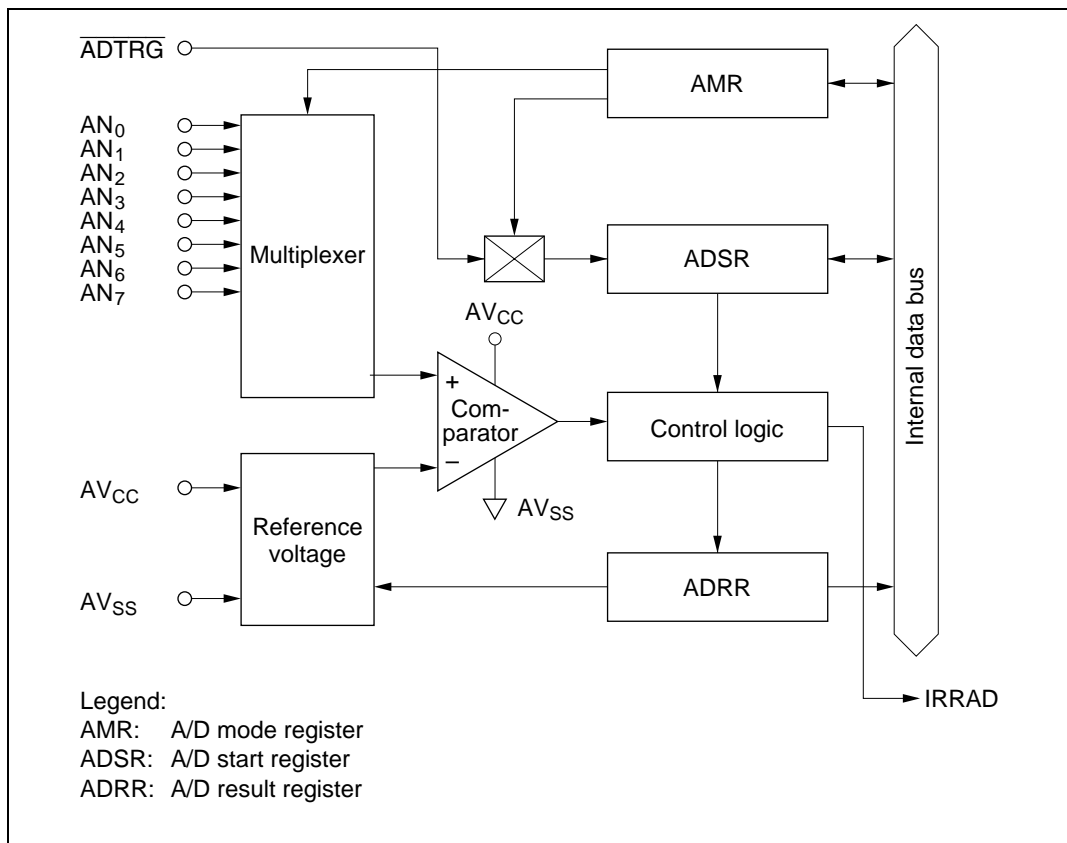 ADTRG
AMR
AN0
AN1
AN2
AN3
AN4
AN5
AN6
AN7
Multiplexer
ADSR
AVCC
Com-
parator
+
−
Control logic
Internal data bus
AVCC
AVSS
Reference
voltage
AVSS
ADRR
IRRAD
Legend:
AMR: A/D mode register
ADSR: A/D start register
ADRR: A/D result register